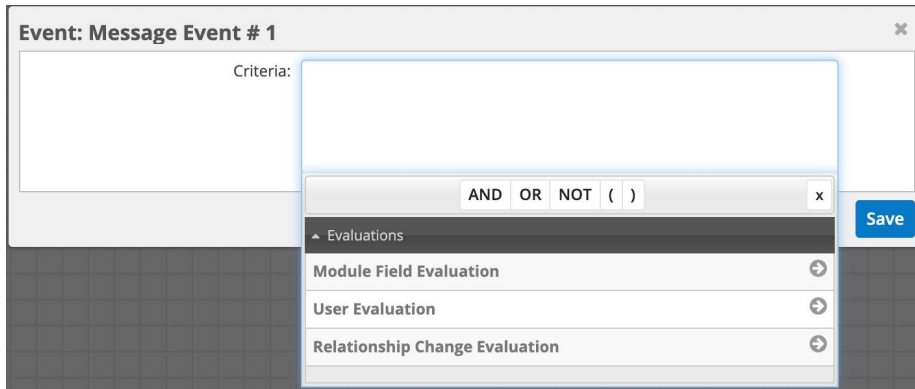 Event: Message Event # 1
Criteria:
AND OR NOT ( ) x
Save
Evaluations
Module Field Evaluation
User Evaluation
Relationship Change Evaluation